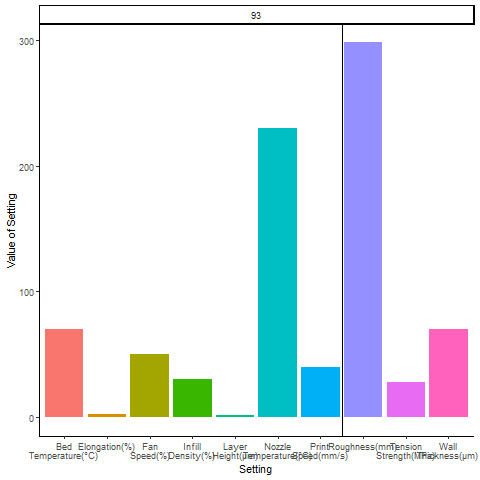 93
300
200
100
0
Value of Setting
Bed Elongation(%) Fan Infill Layer Nozzle Print Roughness(mm) Tension Wall
Temperature(°C) Speed(%) Density(%) Height(µm) Temperature(°C) Speed(mm/s) Strength(MPa) Thickness(µm)
Setting